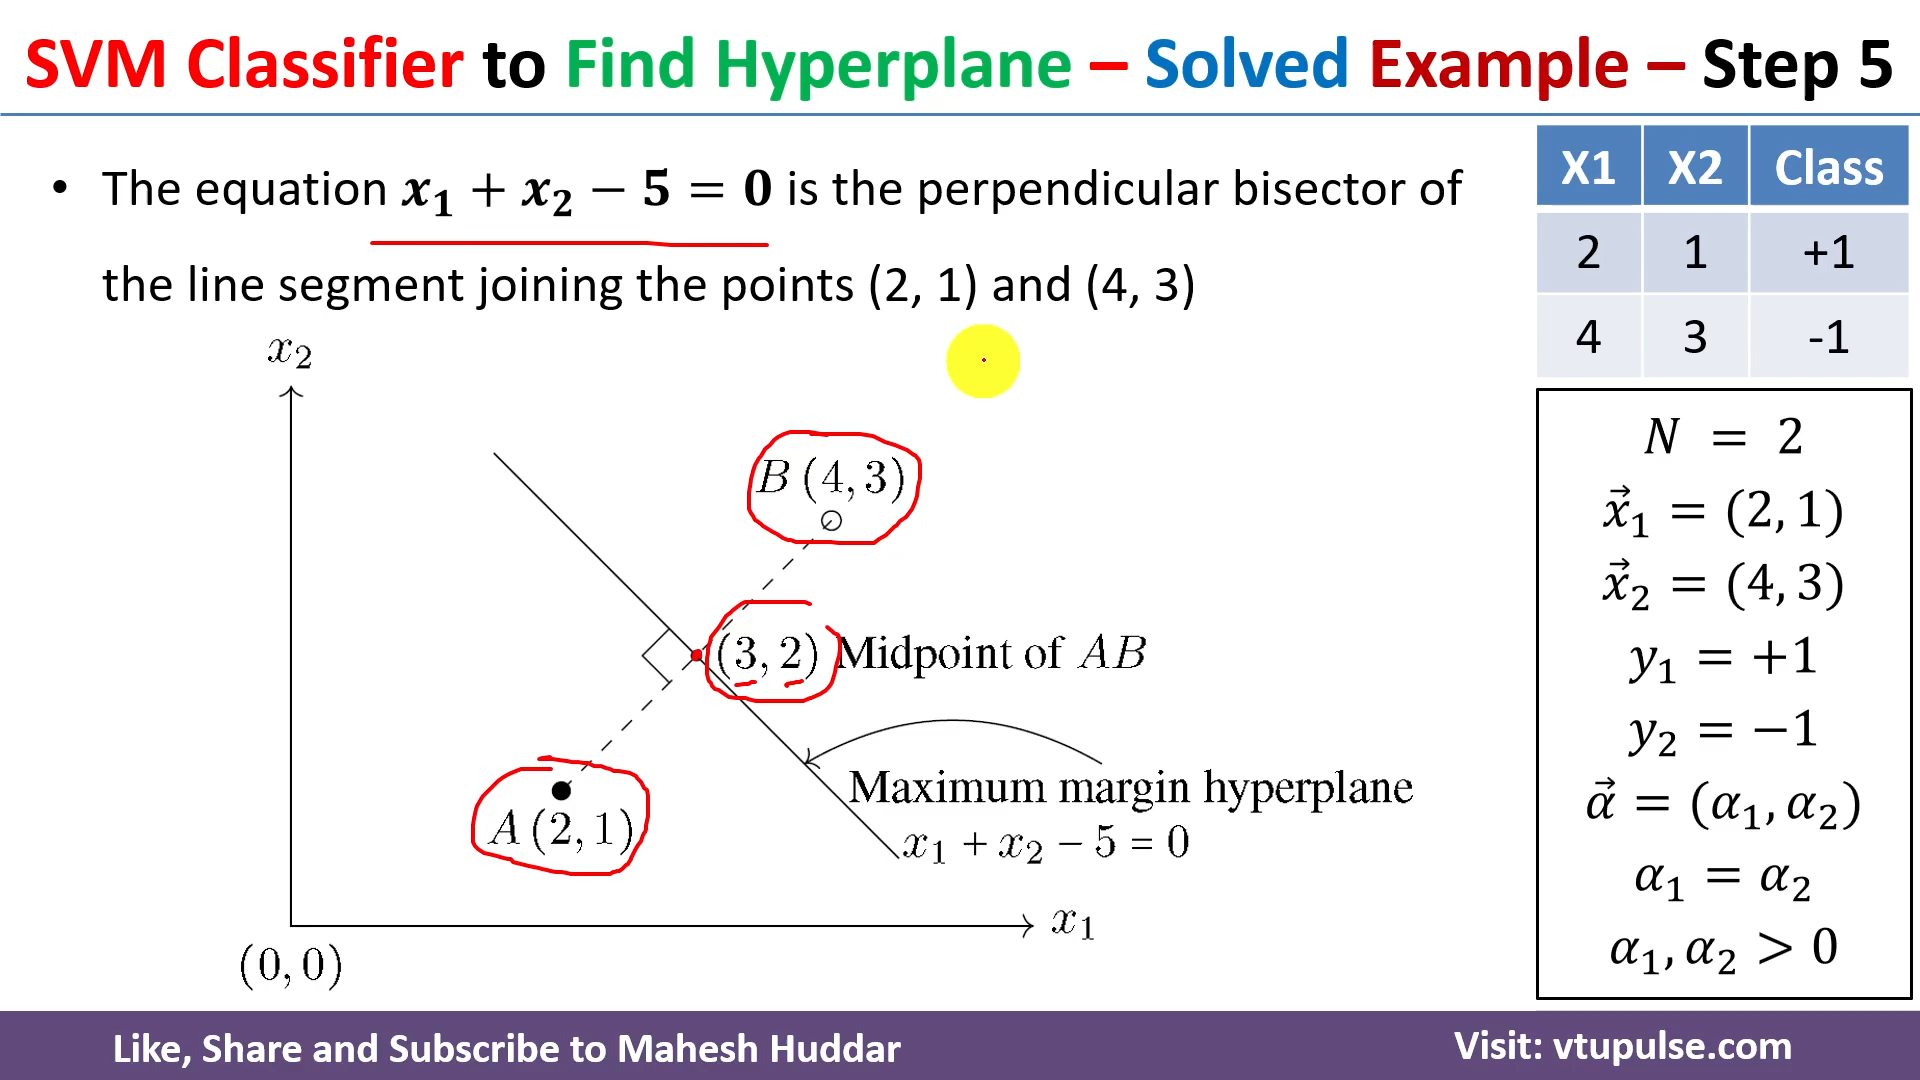 SVM Classifier to Find Hyperplane – Solved Example – Step 5
• The equation x₁ + x₂ − 5 = 0 is the perpendicular bisector of
the line segment joining the points (2, 1) and (4, 3)
X1 X2 Class
2 1 +1
4 3 -1
x₂
B (4, 3)
(3, 2) Midpoint of AB
A (2, 1)
Maximum margin hyperplane
x₁ + x₂ − 5 = 0
x₁
(0, 0)
N = 2
x⃗₁ = (2, 1)
x⃗₂ = (4, 3)
y₁ = +1
y₂ = −1
α⃗ = (α₁, α₂)
α₁ = α₂
α₁, α₂ > 0
Like, Share and Subscribe to Mahesh Huddar
Visit: vtupulse.com